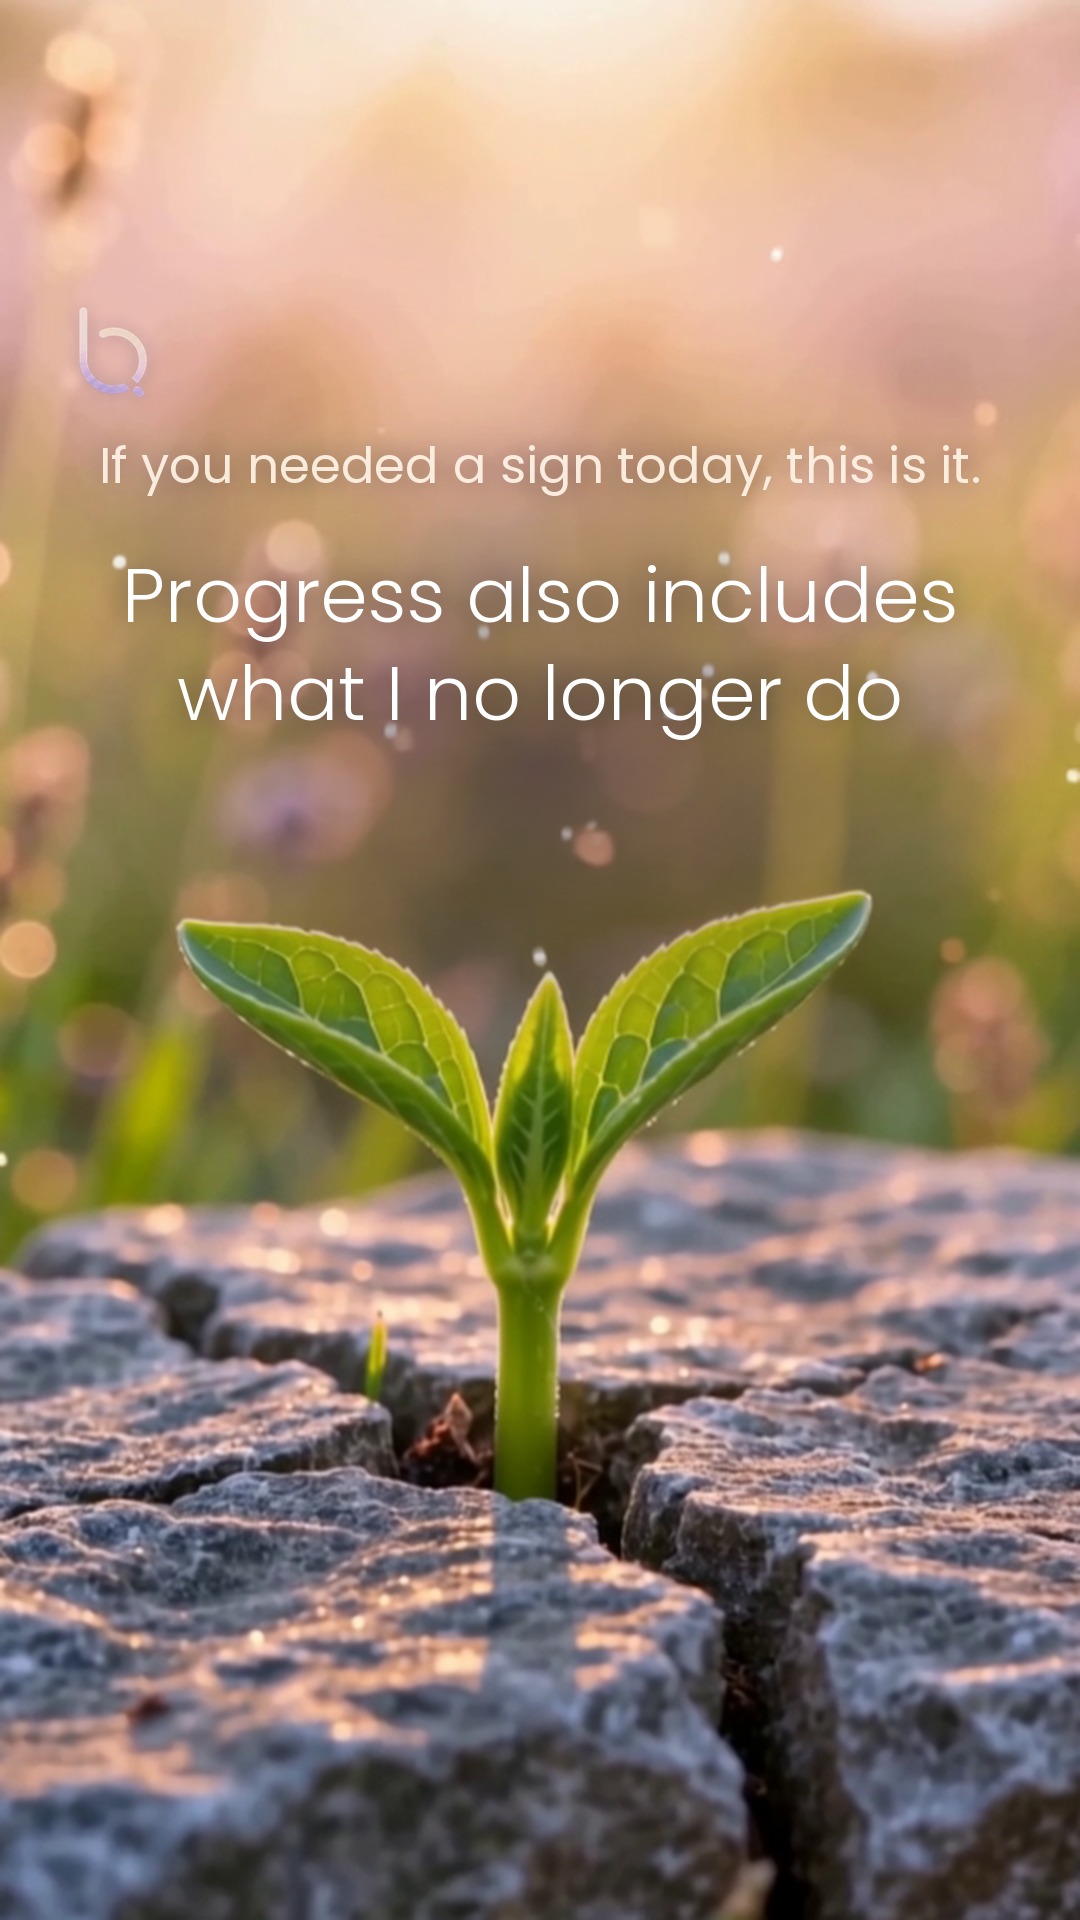 If you needed a sign today, this is it.
Progress also includes
what I no longer do